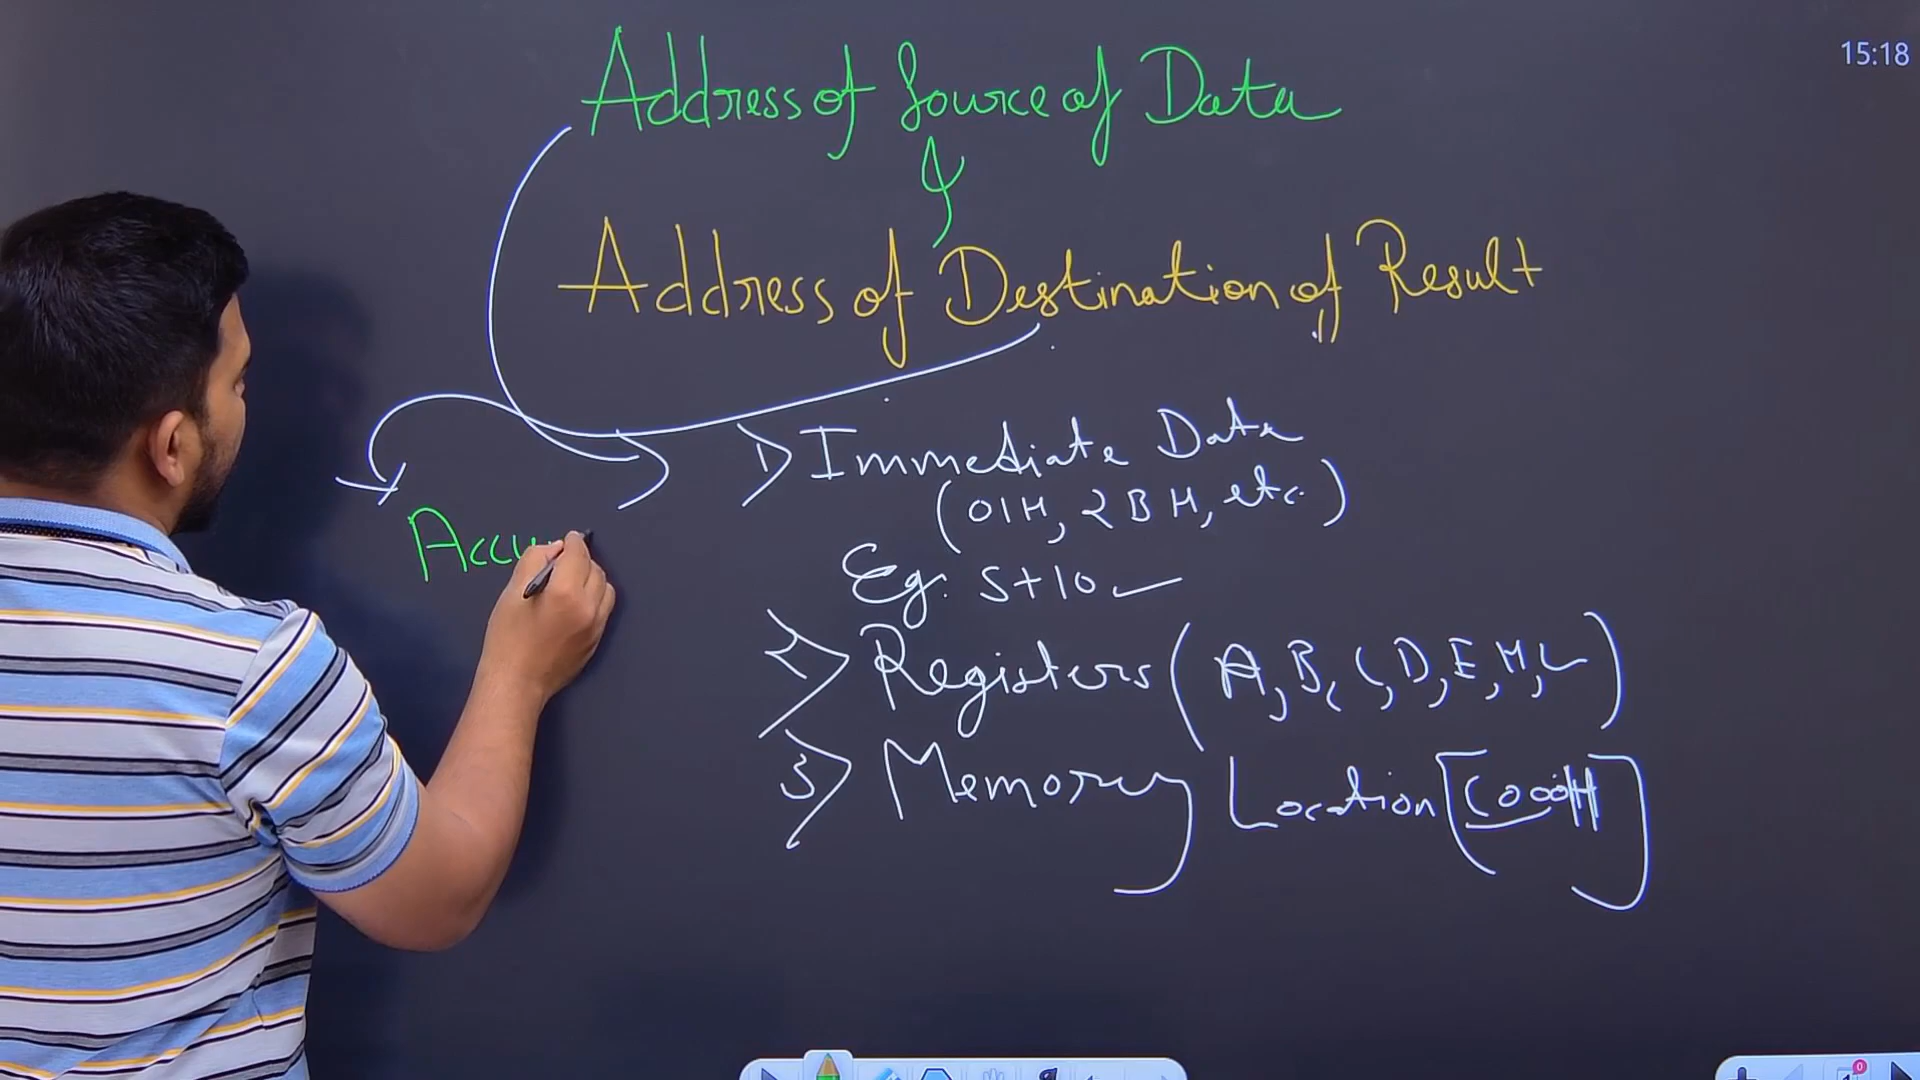 15:18
Address of Source of Data
&
Address of Destination of Result
1) Immediate Data
(01H, 2BH, etc.)
Accu
Eg: 5+10
2) Registers (A, B, C, D, E, H, L)
3) Memory Location [C000H]
0